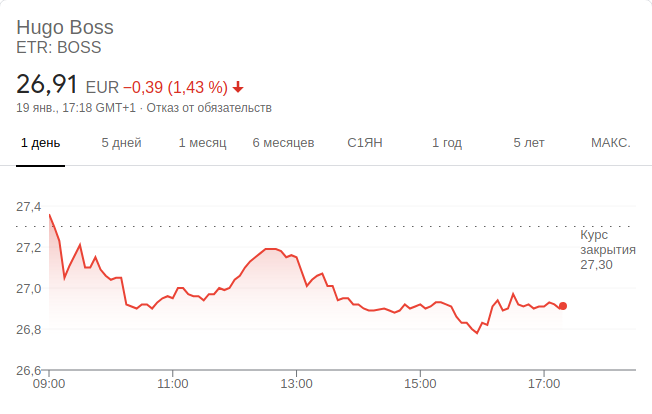 Hugo Boss
ETR: BOSS
26,91 EUR −0,39 (1,43 %)
19 янв., 17:18 GMT+1 · Отказ от обязательств
1 день 5 дней 1 месяц 6 месяцев С1ЯН 1 год 5 лет МАКС.
27,4
Курс
закрытия
27,30
27,2
27,0
26,8
26,6
09:00 11:00 13:00 15:00 17:00